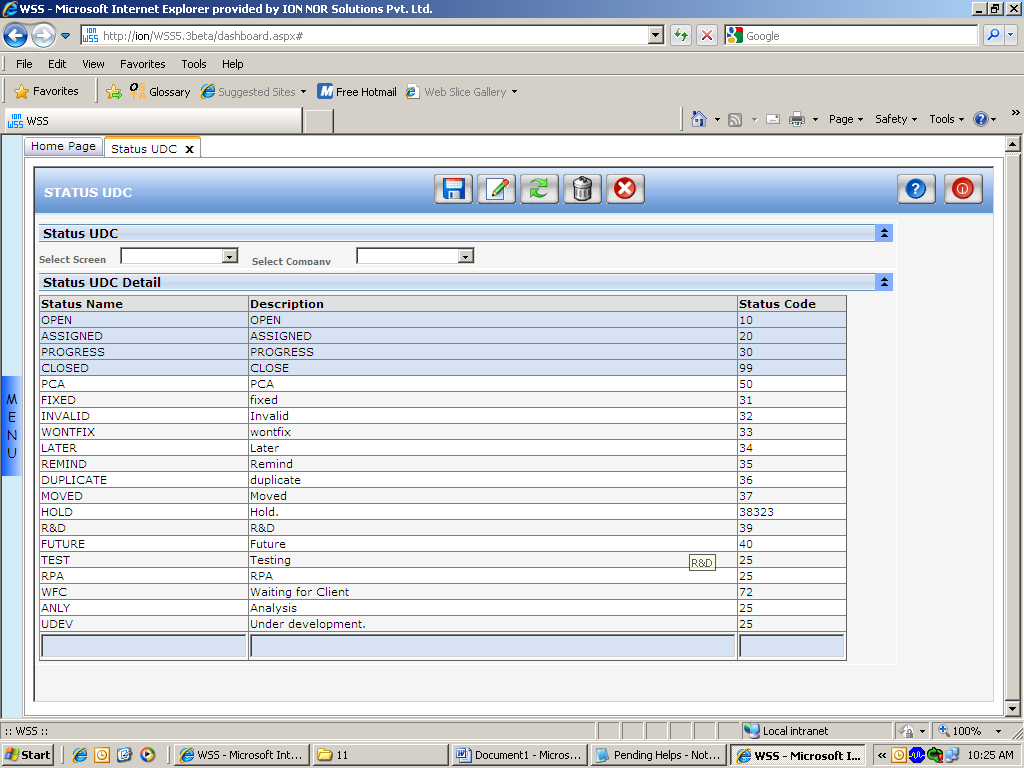 WSS - Microsoft Internet Explorer provided by ION NOR Solutions Pvt. Ltd.
ion WSS http://ion/WSS5.3beta/dashboard.aspx# Google
File Edit View Favorites Tools Help
Favorites Glossary Suggested Sites Free Hotmail Web Slice Gallery
ion WSS WSS Page Safety Tools »
Home Page Status UDC x
STATUS UDC
Status UDC
Select Screen Select Company
Status UDC Detail
Status Name Description Status Code
OPEN OPEN 10
ASSIGNED ASSIGNED 20
PROGRESS PROGRESS 30
CLOSED CLOSE 99
PCA PCA 50
FIXED fixed 31
INVALID Invalid 32
WONTFIX wontfix 33
LATER Later 34
REMIND Remind 35
DUPLICATE duplicate 36
MOVED Moved 37
HOLD Hold. 38323
R&D R&D 39
FUTURE Future 40
TEST Testing 25
R&D
RPA RPA 25
WFC Waiting for Client 72
ANLY Analysis 25
UDEV Under development. 25
MENU
:: WSS :: Local intranet 100%
Start WSS - Microsoft Int... 11 Document1 - Micros... Pending Helps - Not... WSS - Microsoft I... « 10:25 AM